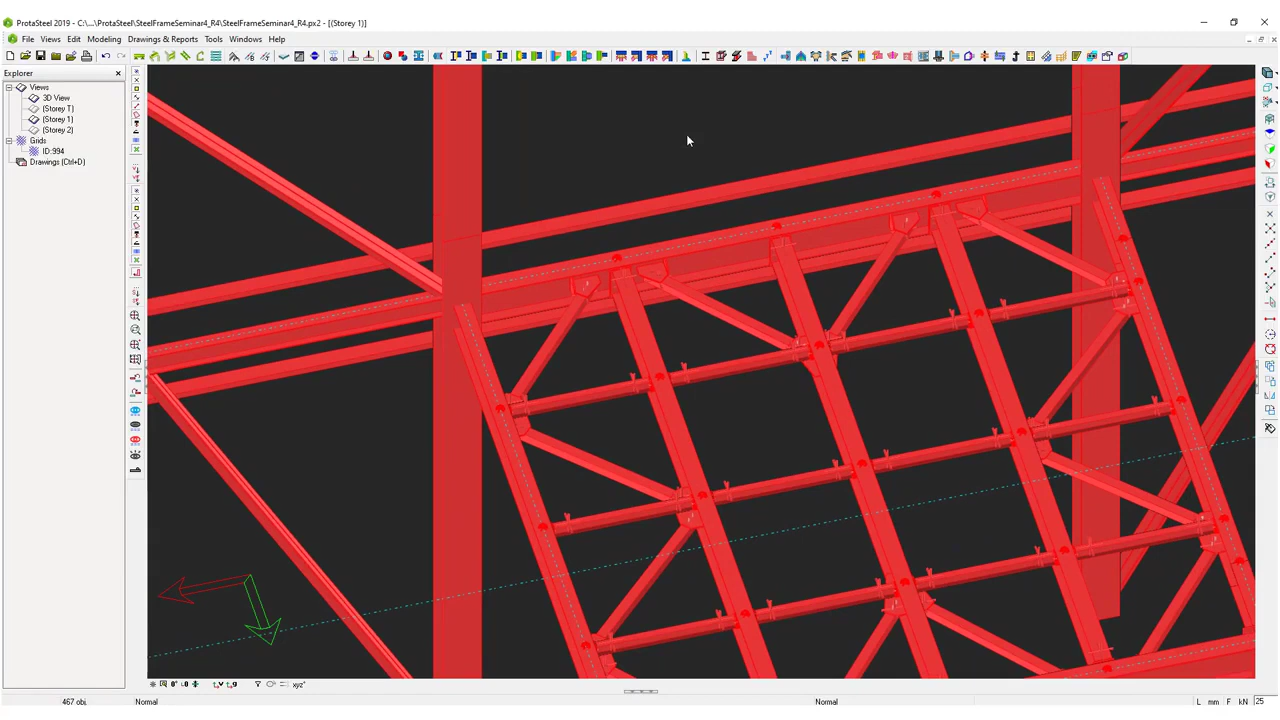 ProtaSteel 2019 - C:\...\ProtaSteel\SteelFrameSeminar4_R4\SteelFrameSeminar4_R4.px2 - [(Storey 1)]
File Views Edit Modeling Drawings & Reports Tools Windows Help
Explorer
Views
3D View
(Storey T)
(Storey 1)
(Storey 2)
Grids
ID:994
Drawings (Ctrl+D)
467 obj. Normal Normal L mm F kN 25